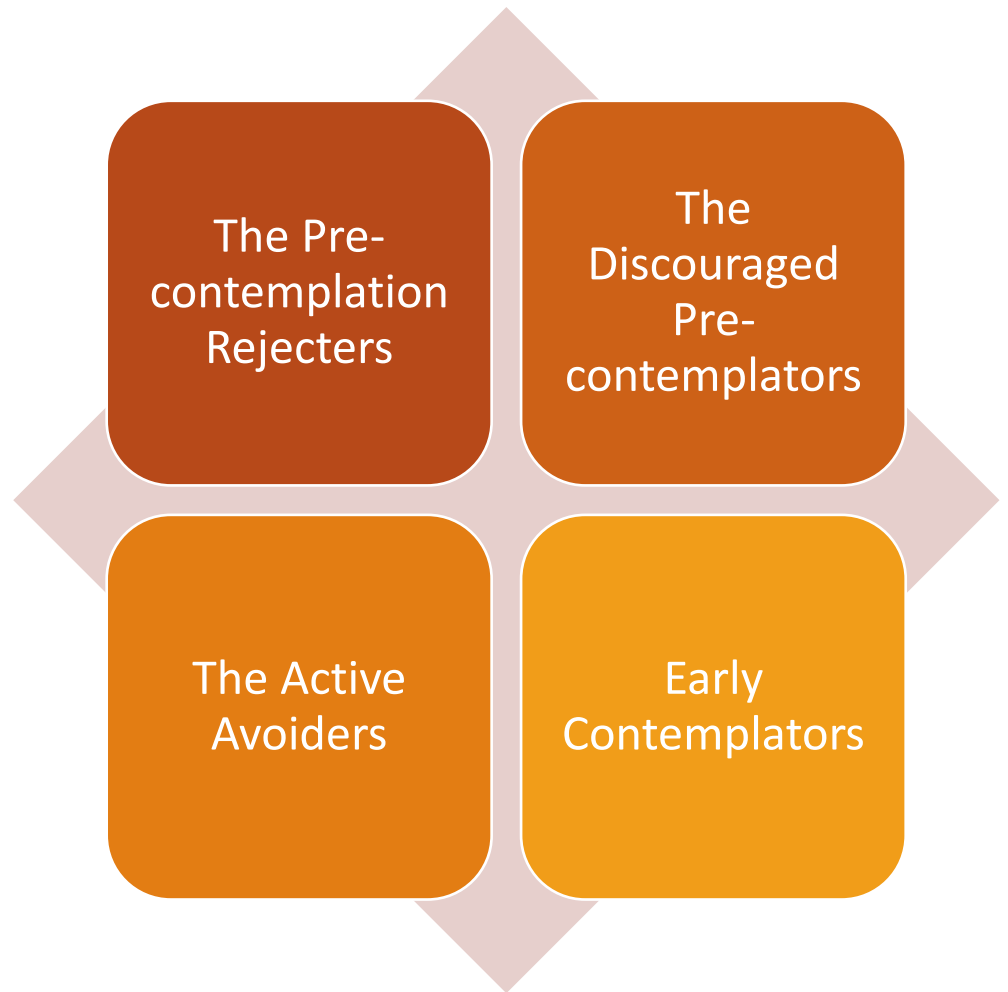 The Pre-
contemplation
Rejecters
The
Discouraged
Pre-
contemplators
The Active
Avoiders
Early
Contemplators